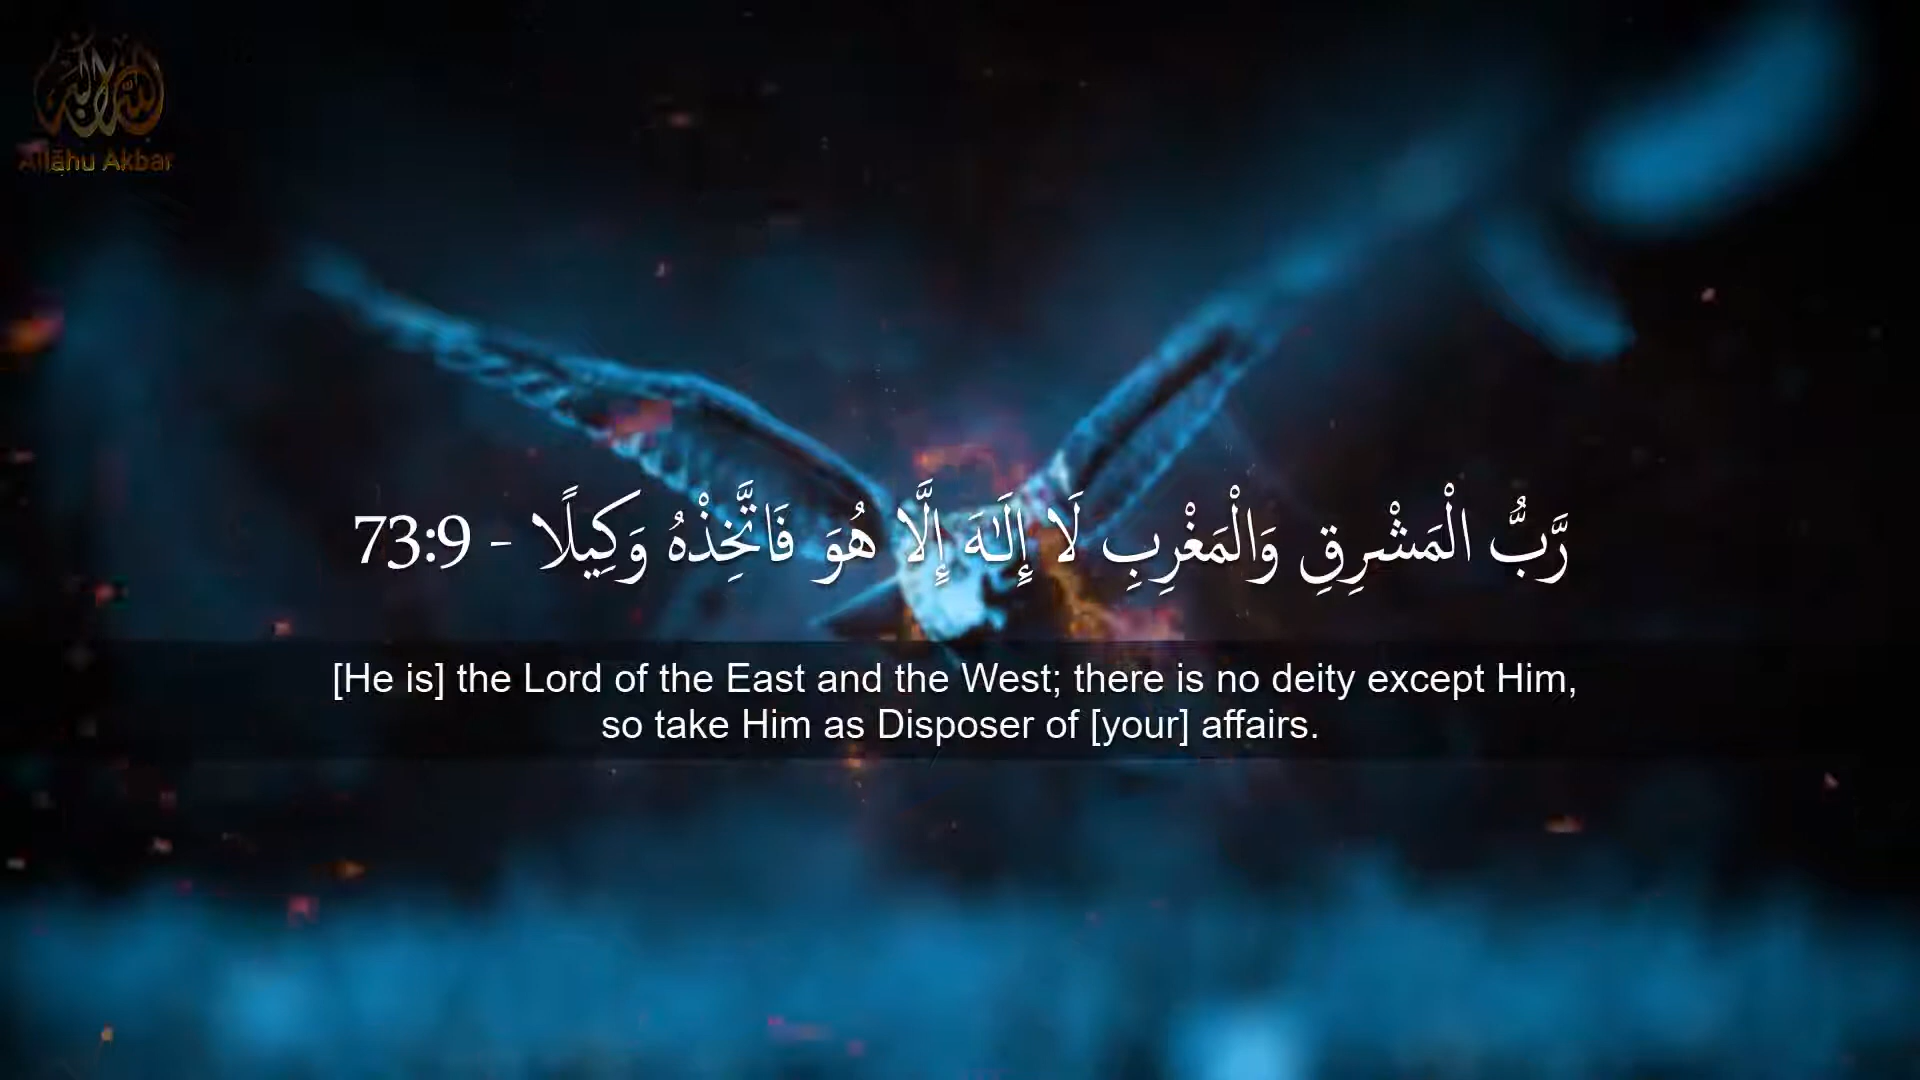 Allāhu Akbar
رَّبُّ الْمَشْرِقِ وَالْمَغْرِبِ لَا إِلَٰهَ إِلَّا هُوَ فَاتَّخِذْهُ وَكِيلًا - 73:9
[He is] the Lord of the East and the West; there is no deity except Him,
so take Him as Disposer of [your] affairs.